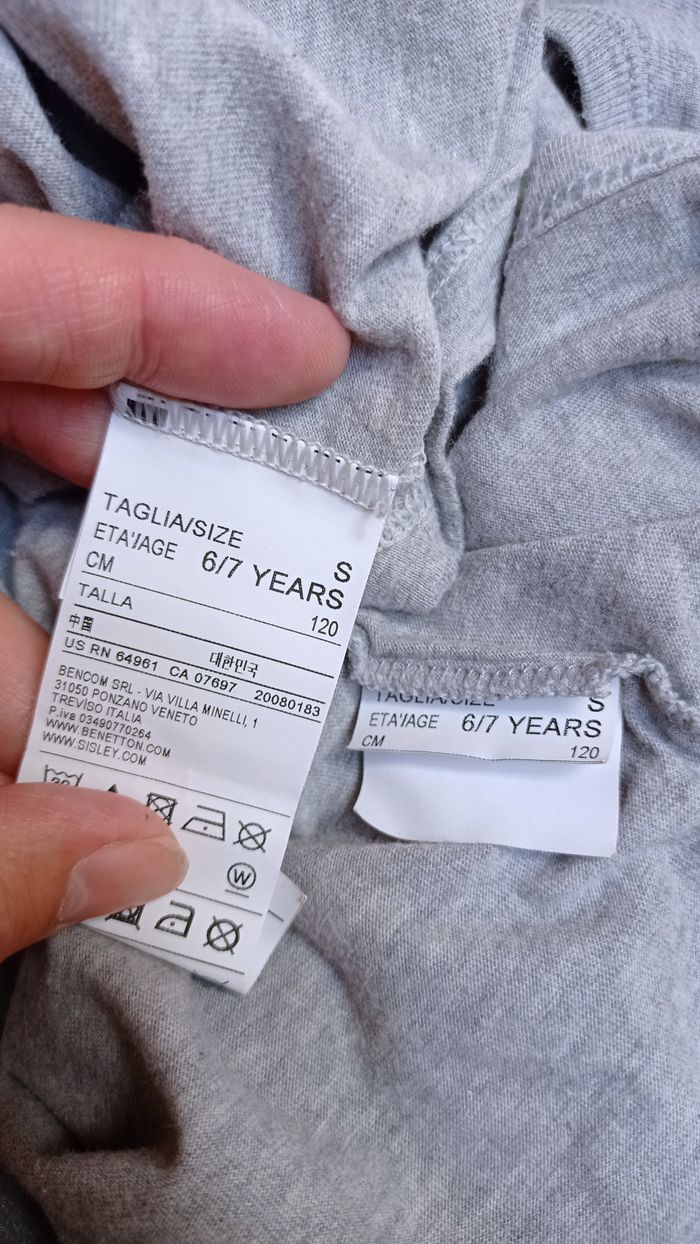 TAGLIA/SIZE S
ETA'/AGE 6/7 YEARS
CM 120
TALLA
中国 대한민국
US RN 64961 CA 07697 20080183
BENCOM SRL - VIA VILLA MINELLI, 1
31050 PONZANO VENETO
TREVISO ITALIA
P.iva 03490770264
WWW.BENETTON.COM
WWW.SISLEY.COM
W
TAGLIA/SIZE S
ETA'/AGE 6/7 YEARS
CM 120